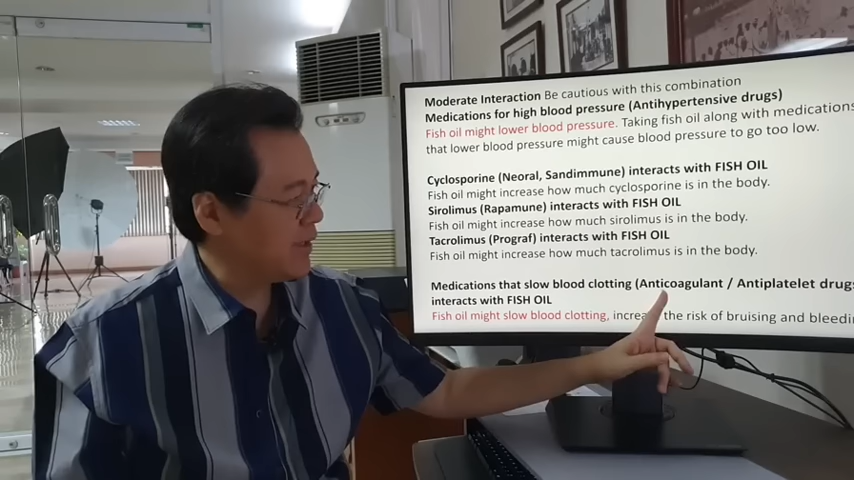 Moderate Interaction Be cautious with this combination
Medications for high blood pressure (Antihypertensive drugs)
Fish oil might lower blood pressure. Taking fish oil along with medications
that lower blood pressure might cause blood pressure to go too low.
Cyclosporine (Neoral, Sandimmune) interacts with FISH OIL
Fish oil might increase how much cyclosporine is in the body.
Sirolimus (Rapamune) interacts with FISH OIL
Fish oil might increase how much sirolimus is in the body.
Tacrolimus (Prograf) interacts with FISH OIL
Fish oil might increase how much tacrolimus is in the body.
Medications that slow blood clotting (Anticoagulant / Antiplatelet drugs
interacts with FISH OIL
Fish oil might slow blood clotting, increa the risk of bruising and bleedin